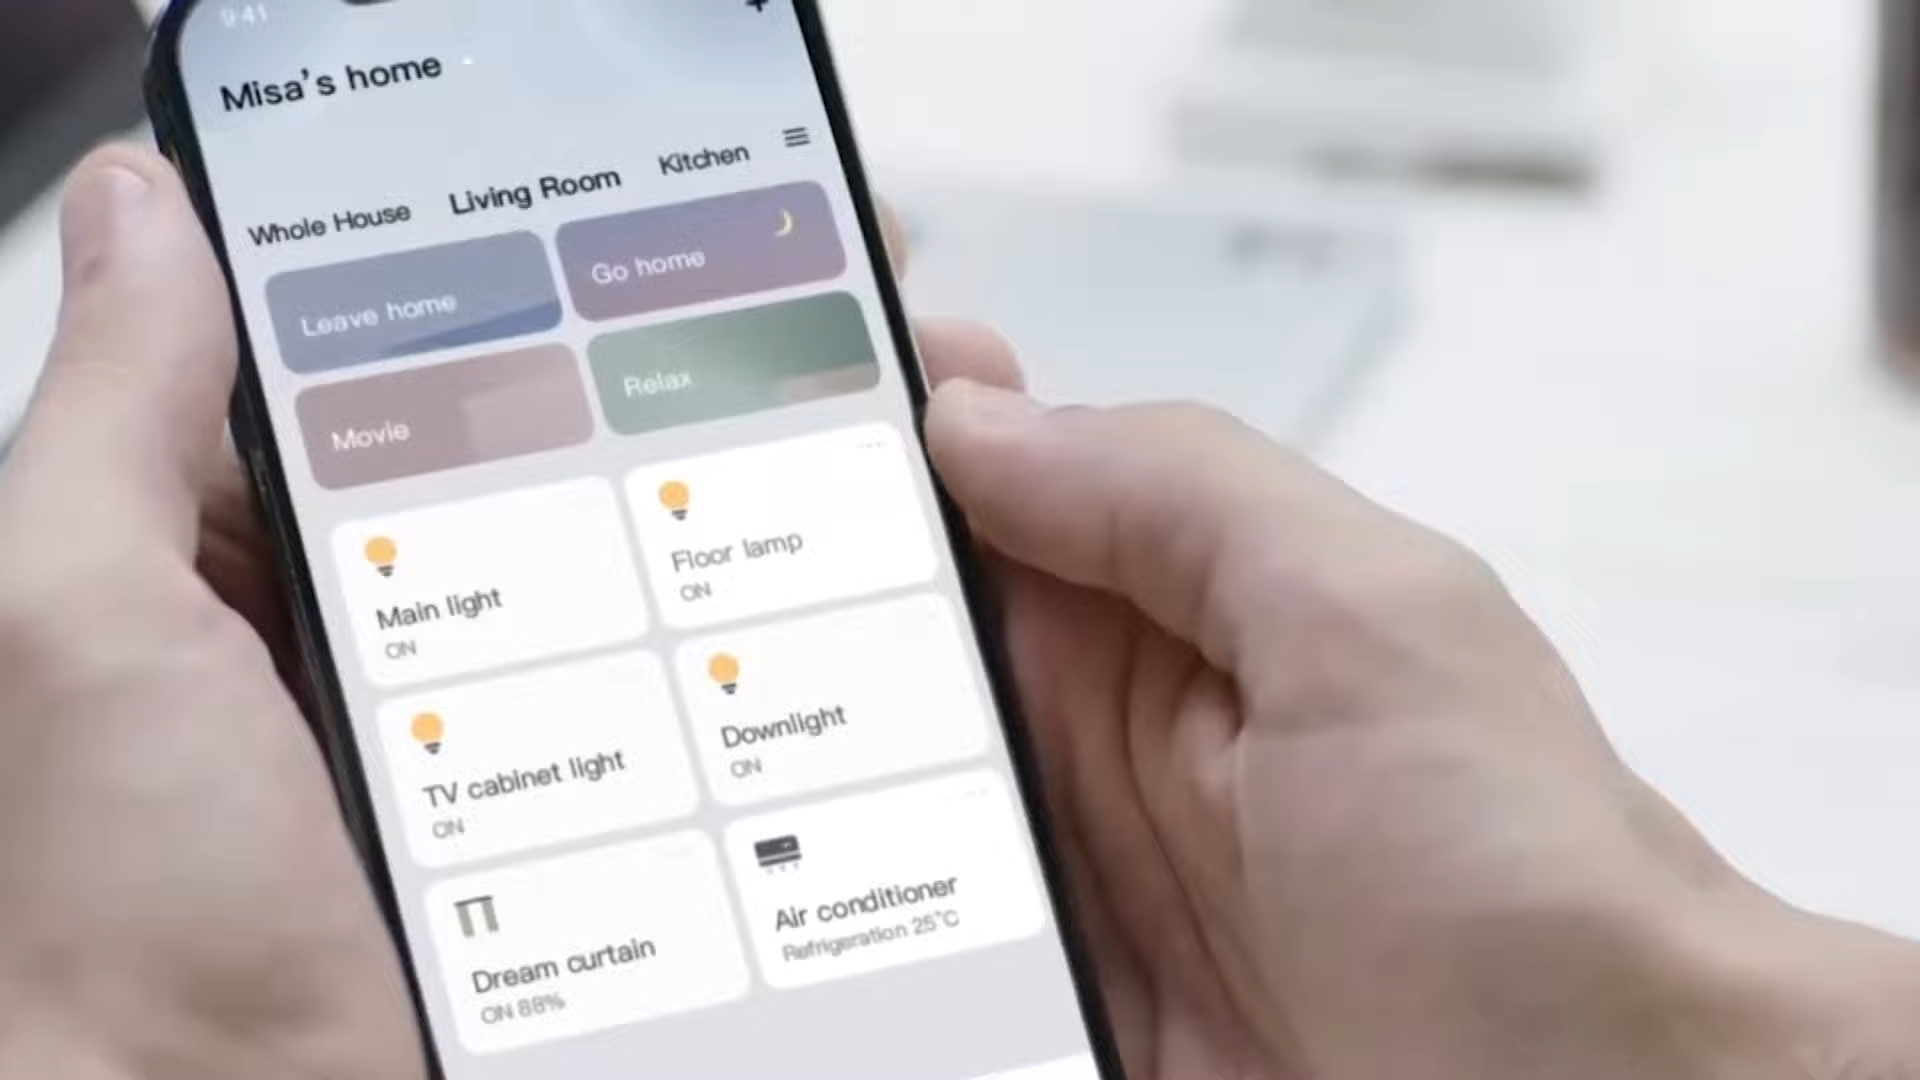 9:41
Misa's home
Whole House Living Room Kitchen
Leave home
Go home
Movie
Relax
Main light
ON
Floor lamp
ON
TV cabinet light
ON
Downlight
ON
Dream curtain
ON 88%
Air conditioner
Refrigeration 25°C